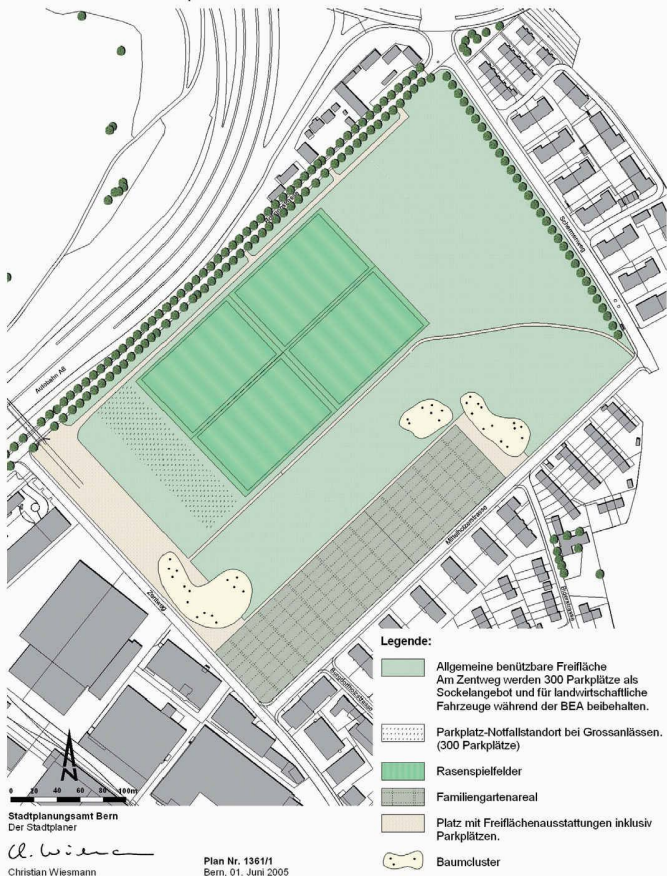 Autobahn A6
Schermenweg
Mingerstrasse
Zentweg
Mittelholzerstrasse
Bidenstrasse
Burgdorfholzstrasse
Legende:
Allgemeine benützbare Freifläche
Am Zentweg werden 300 Parkplätze als
Sockelangebot und für landwirtschaftliche
Fahrzeuge während der BEA beibehalten.
Parkplatz-Notfallstandort bei Grossanlässen.
(300 Parkplätze)
Rasenspielfelder
Familiengartenareal
Platz mit Freiflächenausstattungen inklusiv
Parkplätzen.
Baumcluster
N
0 20 40 60 80 100m
Stadtplanungsamt Bern
Der Stadtplaner
Christian Wiesmann
Plan Nr. 1361/1
Bern, 01. Juni 2005